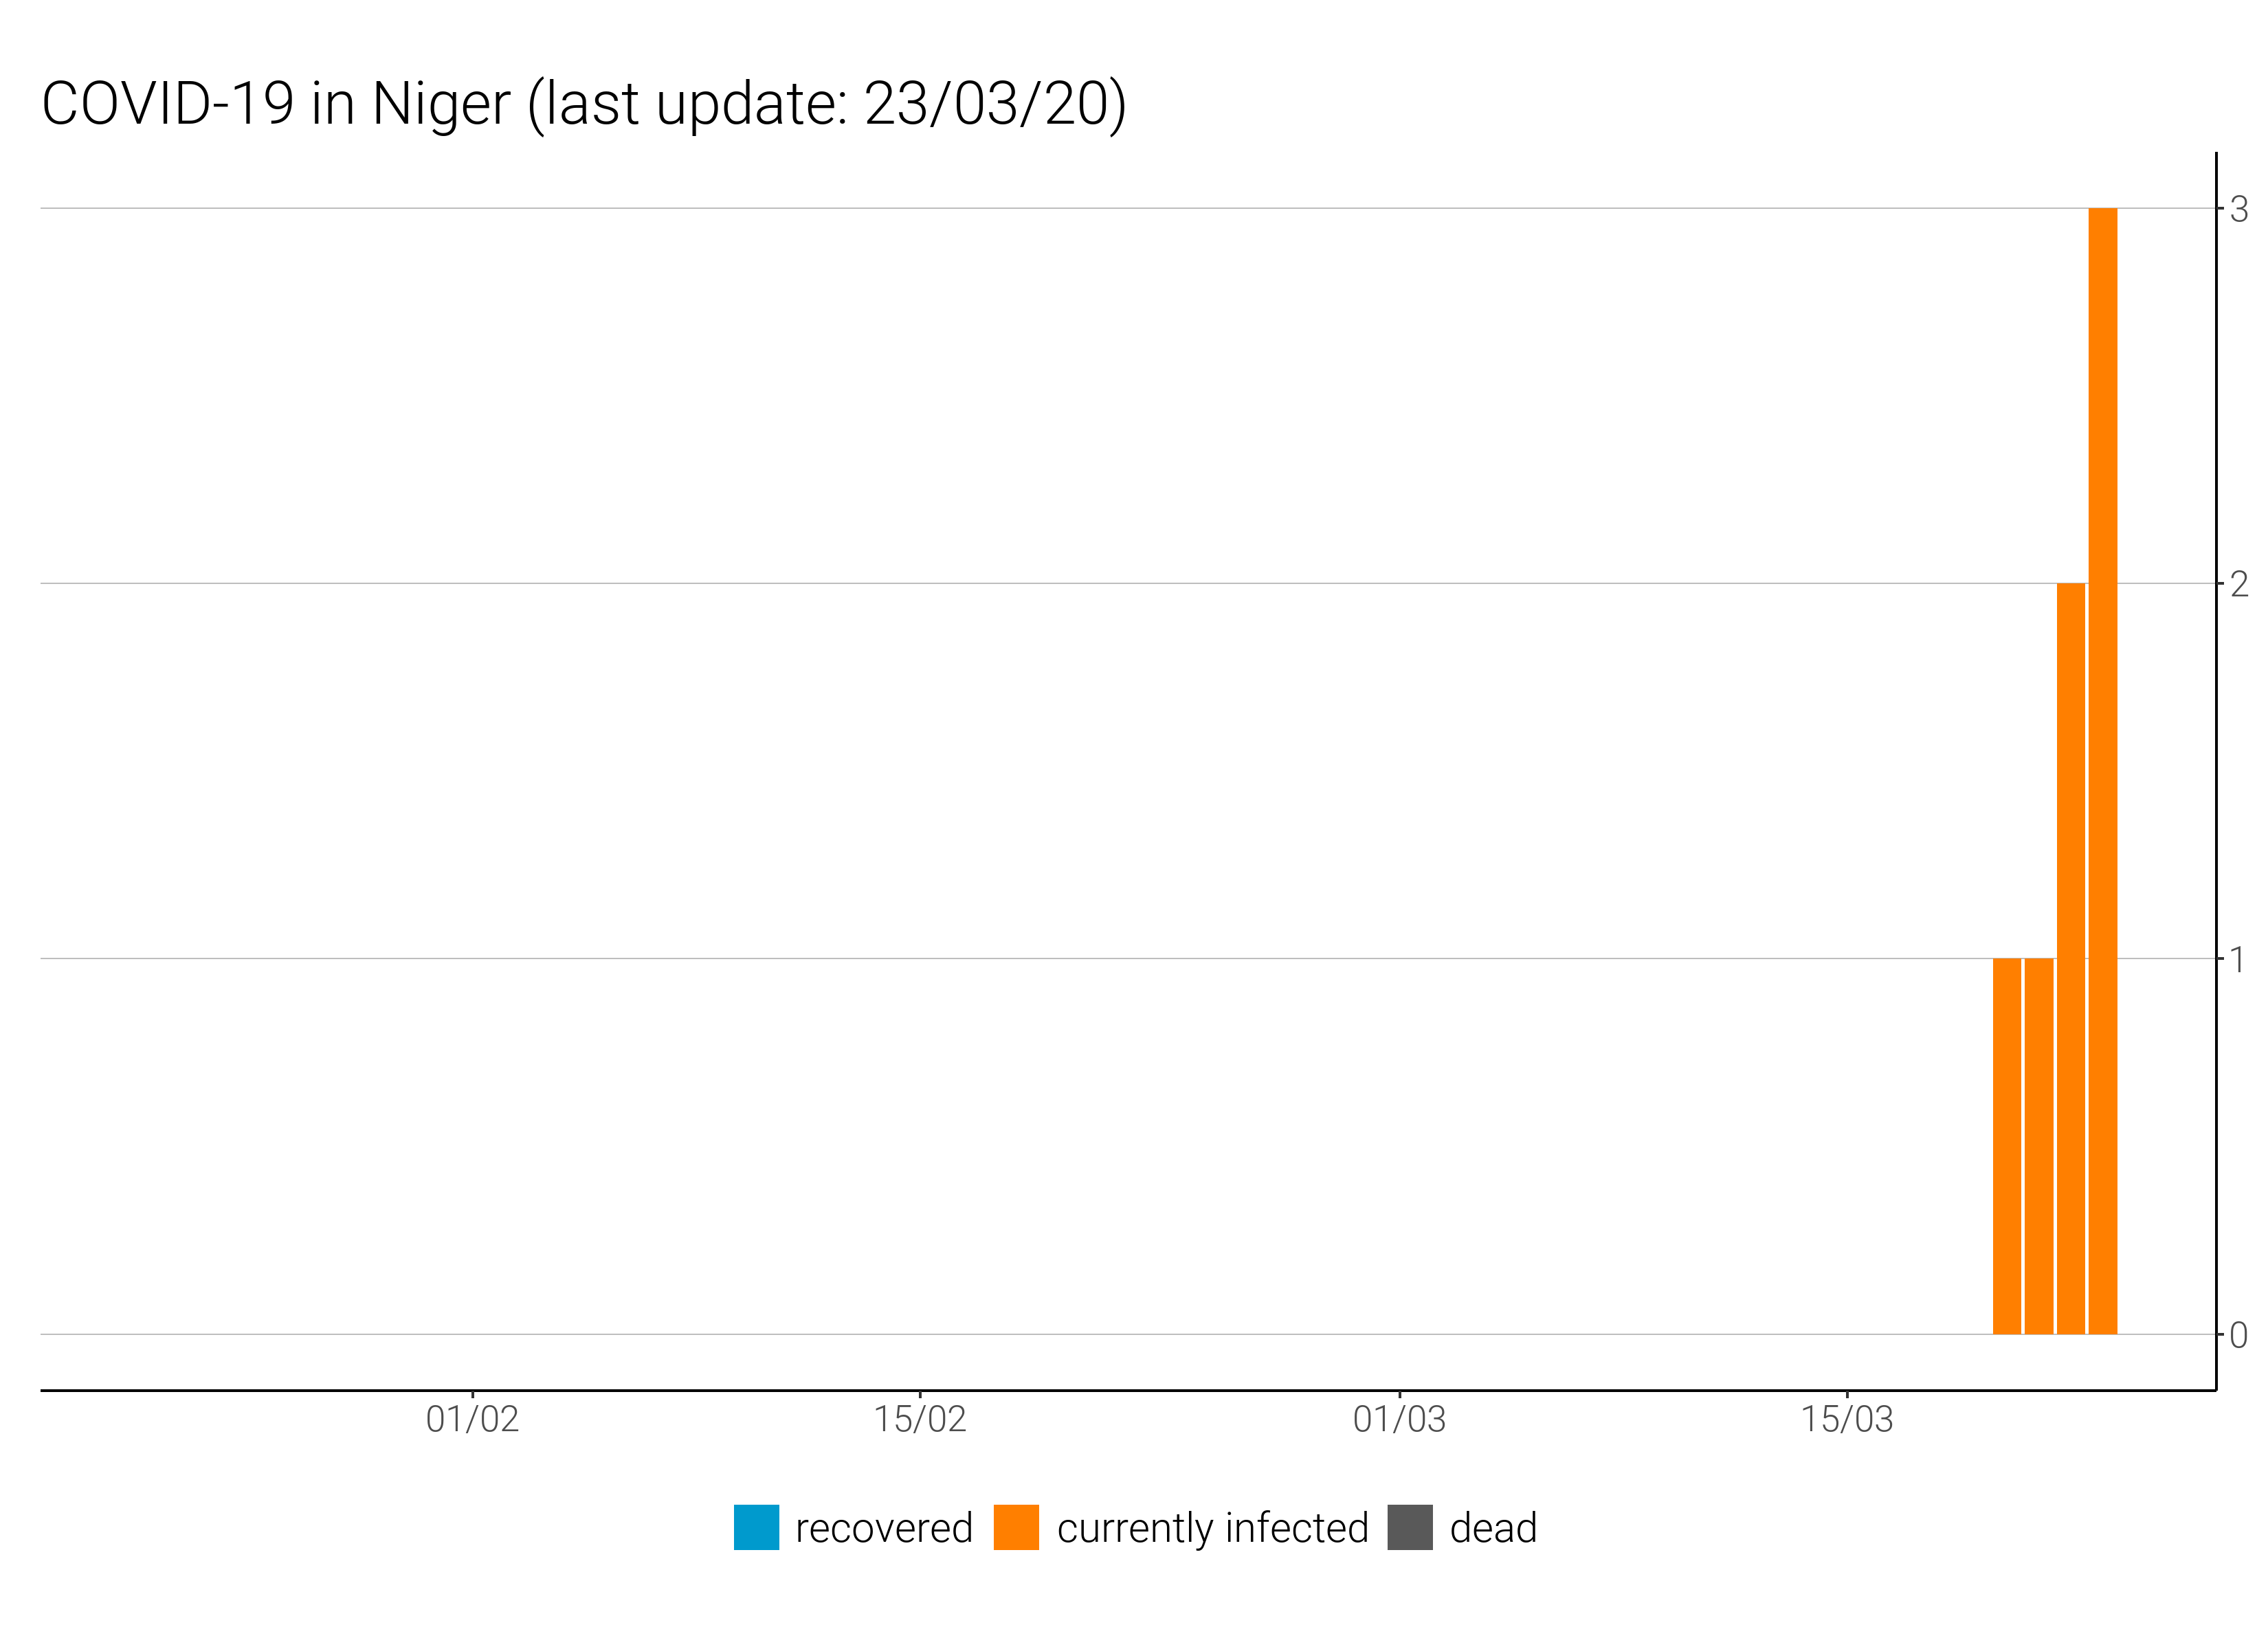 COVID-19 in Niger (last update: 23/03/20)
3
2
1
0
01/02 15/02 01/03 15/03
recovered currently infected dead